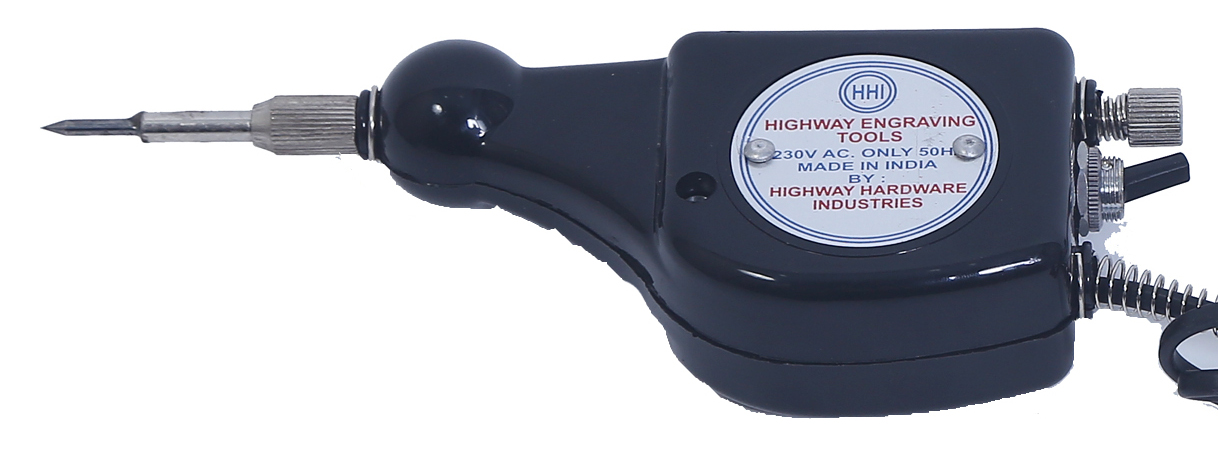 HHI
HIGHWAY ENGRAVING
TOOLS
230V AC. ONLY 50H
MADE IN INDIA
BY :
HIGHWAY HARDWARE
INDUSTRIES